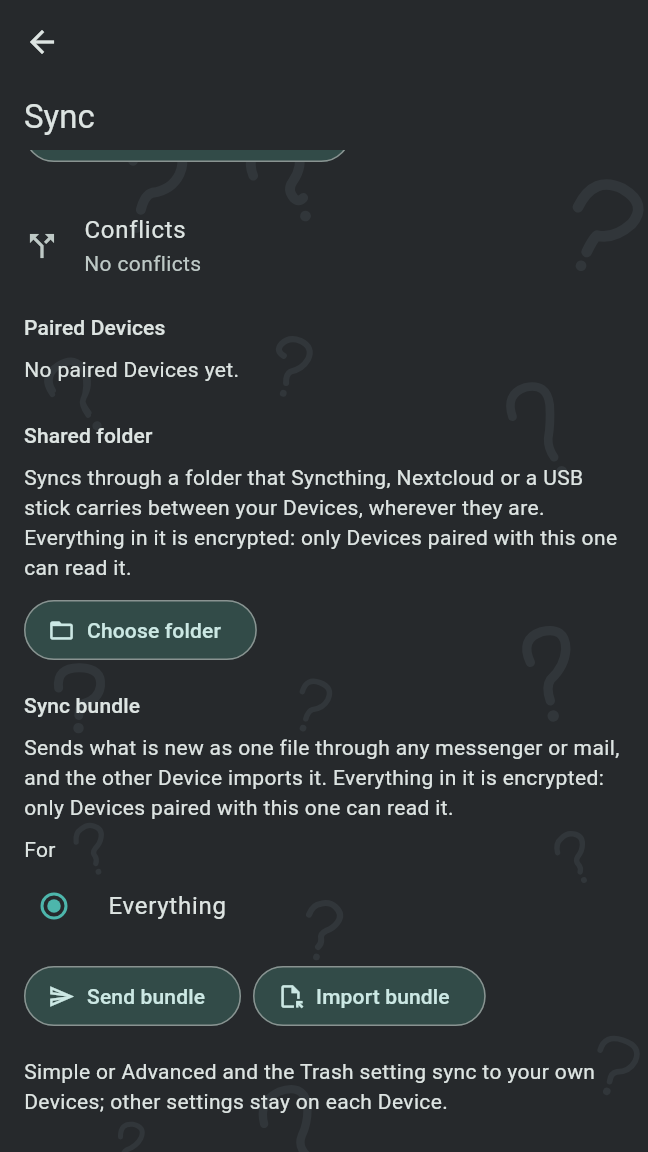 Sync
Conflicts
No conflicts
Paired Devices
No paired Devices yet.
Shared folder
Syncs through a folder that Syncthing, Nextcloud or a USB
stick carries between your Devices, wherever they are.
Everything in it is encrypted: only Devices paired with this one
can read it.
Choose folder
Sync bundle
Sends what is new as one file through any messenger or mail,
and the other Device imports it. Everything in it is encrypted:
only Devices paired with this one can read it.
For
Everything
Send bundle
Import bundle
Simple or Advanced and the Trash setting sync to your own
Devices; other settings stay on each Device.